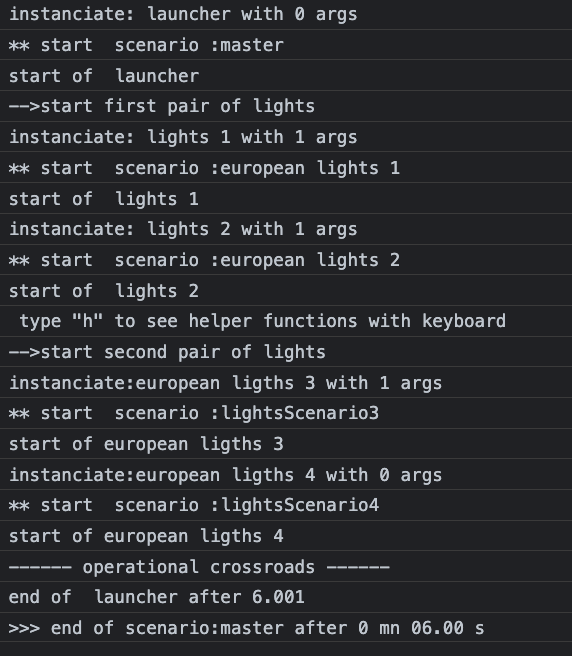 instanciate: launcher with 0 args
** start  scenario :master
start of  launcher
-->start first pair of lights
instanciate: lights 1 with 1 args
** start  scenario :european lights 1
start of  lights 1
instanciate: lights 2 with 1 args
** start  scenario :european lights 2
start of  lights 2
 type "h" to see helper functions with keyboard
-->start second pair of lights
instanciate:european ligths 3 with 1 args
** start  scenario :lightsScenario3
start of european ligths 3
instanciate:european ligths 4 with 0 args
** start  scenario :lightsScenario4
start of european ligths 4
------ operational crossroads ------
end of  launcher after 6.001
>>> end of scenario:master after 0 mn 06.00 s